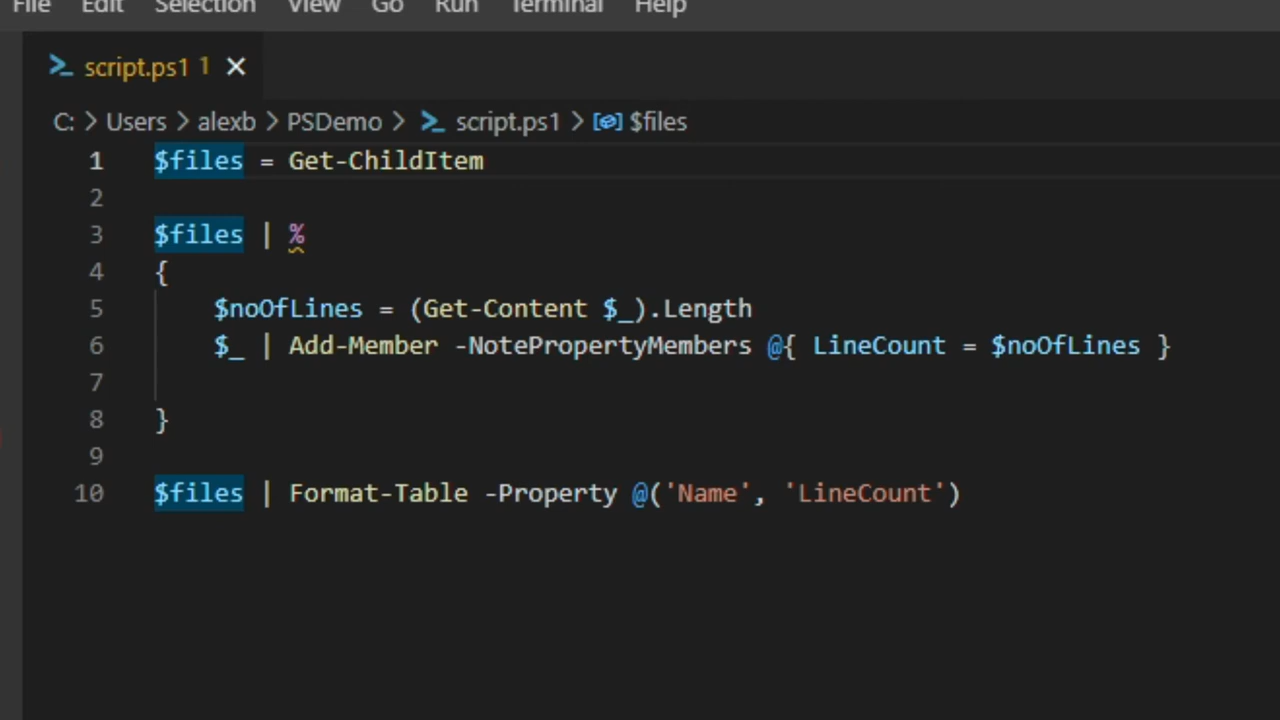 File Edit Selection View Go Run Terminal Help
script.ps1 1
C: > Users > alexb > PSDemo > script.ps1 > $files
1 $files = Get-ChildItem
2
3 $files | %
4 {
5 $noOfLines = (Get-Content $_).Length
6 $_ | Add-Member -NotePropertyMembers @{ LineCount = $noOfLines }
7
8 }
9
10 $files | Format-Table -Property @('Name', 'LineCount')